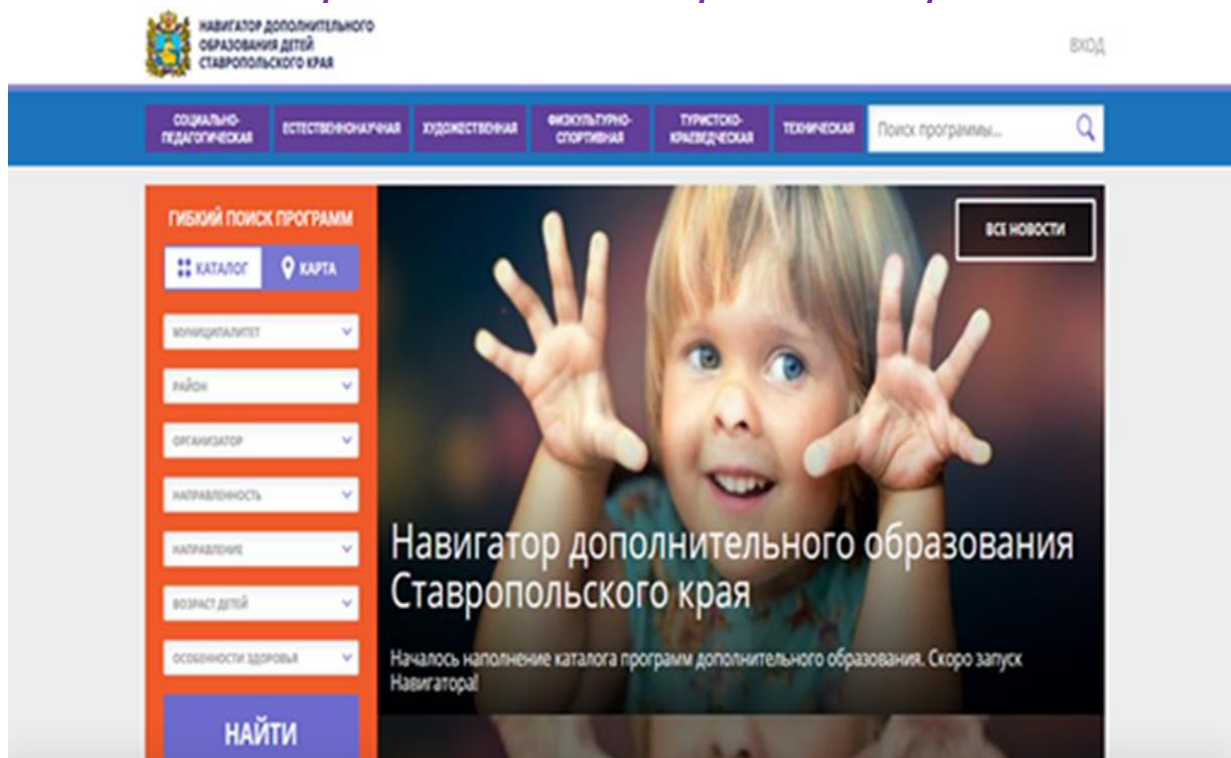 НАВИГАТОР ДОПОЛНИТЕЛЬНОГО
ОБРАЗОВАНИЯ ДЕТЕЙ
СТАВРОПОЛЬСКОГО КРАЯ
ВХОД
СОЦИАЛЬНО-
ПЕДАГОГИЧЕСКАЯ
ЕСТЕСТВЕННОНАУЧНАЯ
ХУДОЖЕСТВЕННАЯ
ФИЗКУЛЬТУРНО-
СПОРТИВНАЯ
ТУРИСТСКО-
КРАЕВЕДЧЕСКАЯ
ТЕХНИЧЕСКАЯ
Поиск программы...
ГИБКИЙ ПОИСК ПРОГРАММ
КАТАЛОГ
КАРТА
МУНИЦИПАЛИТЕТ
РАЙОН
ОРГАНИЗАТОР
НАПРАВЛЕННОСТЬ
НАПРАВЛЕНИЕ
ВОЗРАСТ ДЕТЕЙ
ОСОБЕННОСТИ ЗДОРОВЬЯ
НАЙТИ
ВСЕ НОВОСТИ
Навигатор дополнительного образования
Ставропольского края
Началось наполнение каталога программ дополнительного образования. Скоро запуск
Навигатора!